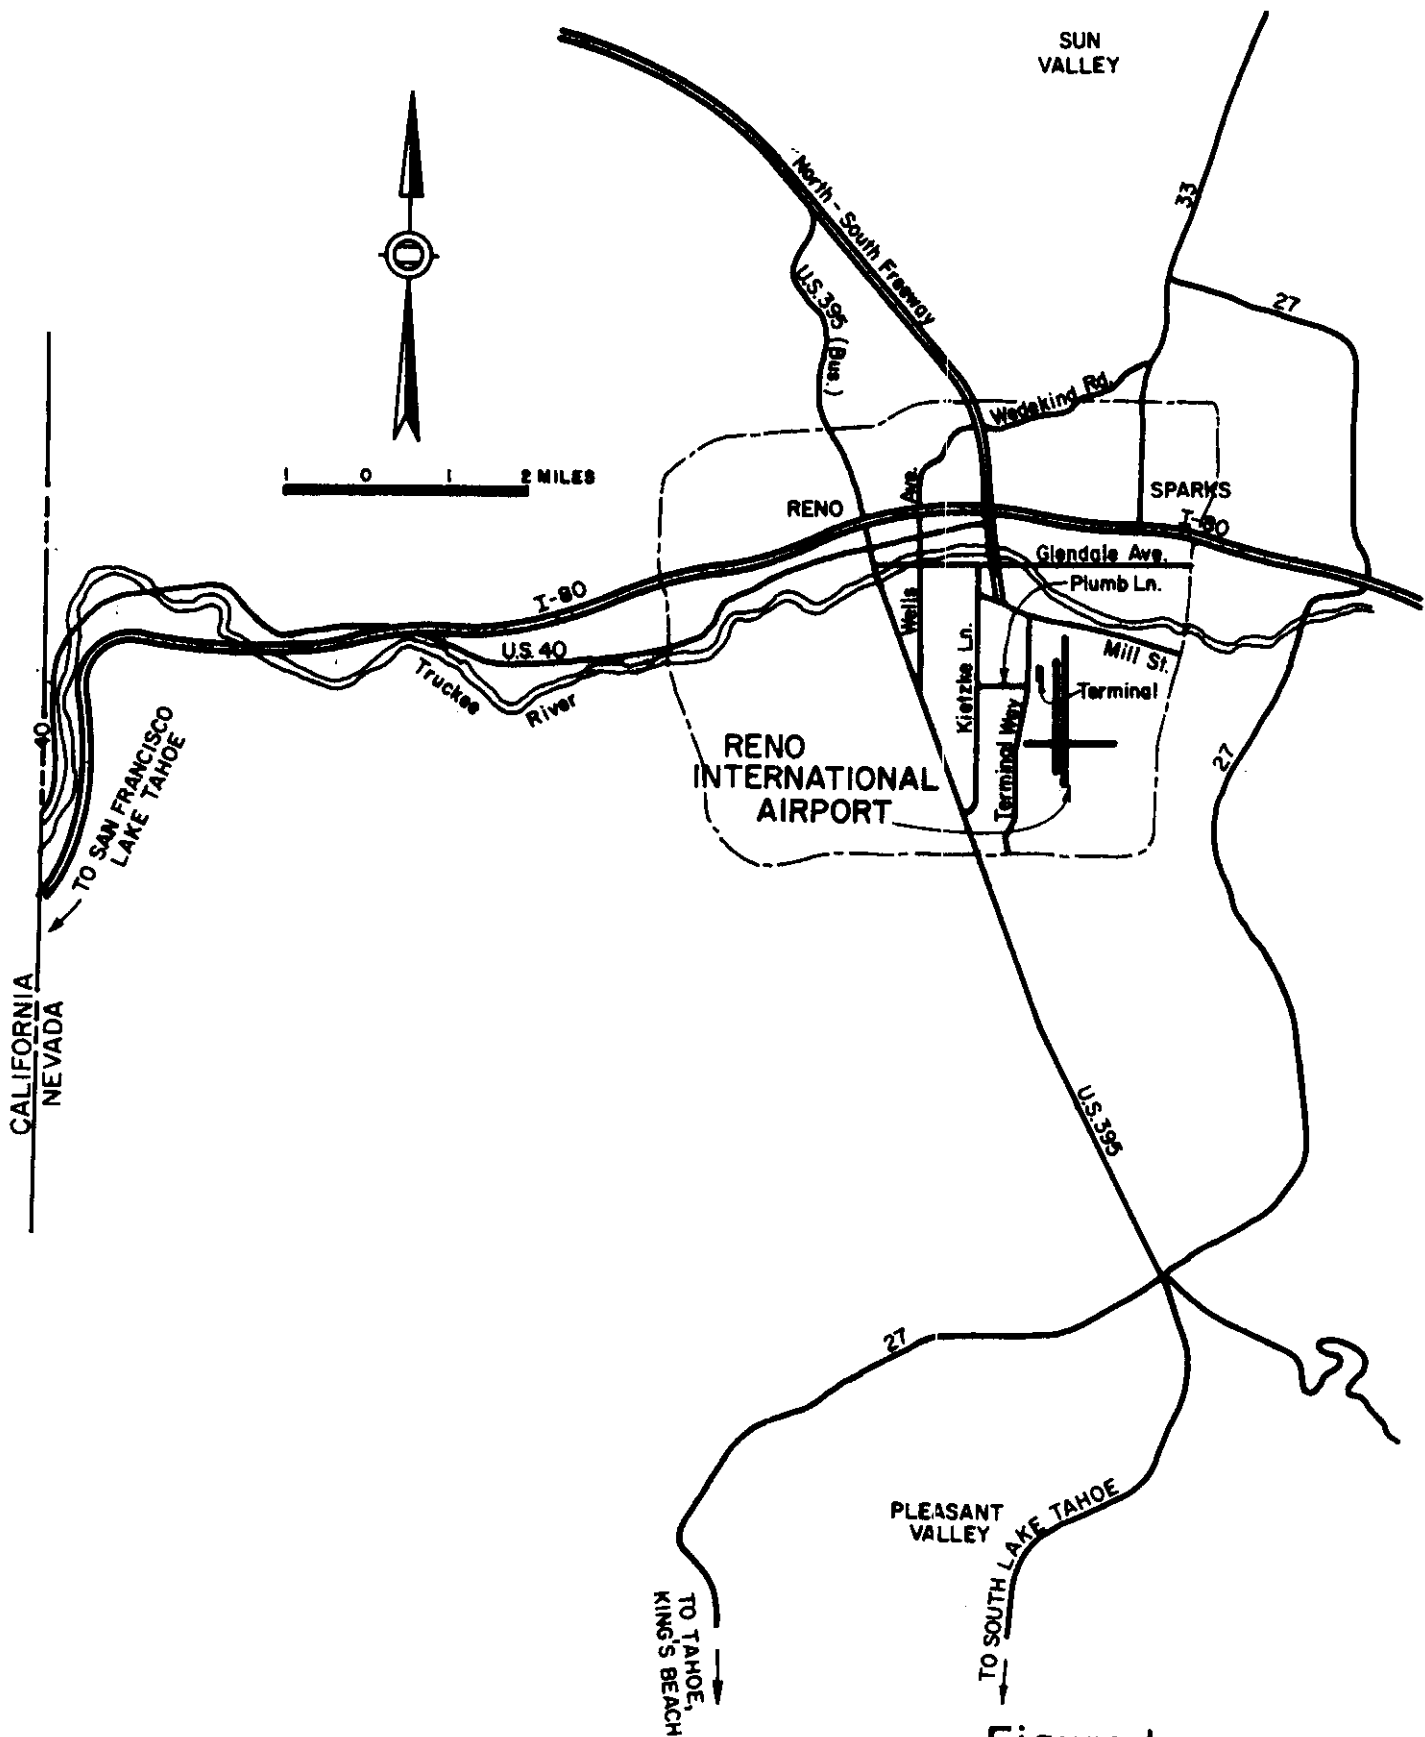 SUN
VALLEY
North - South Freeway
33
U.S. 395 (Bus.)
27
Wedekind Rd.
1 0 1 2 MILES
Ave.
RENO
SPARKS
I-80
Glendale Ave.
Plumb Ln.
I-80
Wells
Kietzke Ln.
U.S. 40
Mill St.
Truckee
River
Terminal
Terminal Way
40
TO SAN FRANCISCO
LAKE TAHOE
RENO
INTERNATIONAL
AIRPORT
27
CALIFORNIA
NEVADA
U.S. 395
27
PLEASANT
VALLEY
TO SOUTH LAKE TAHOE
TO TAHOE,
KING'S BEACH